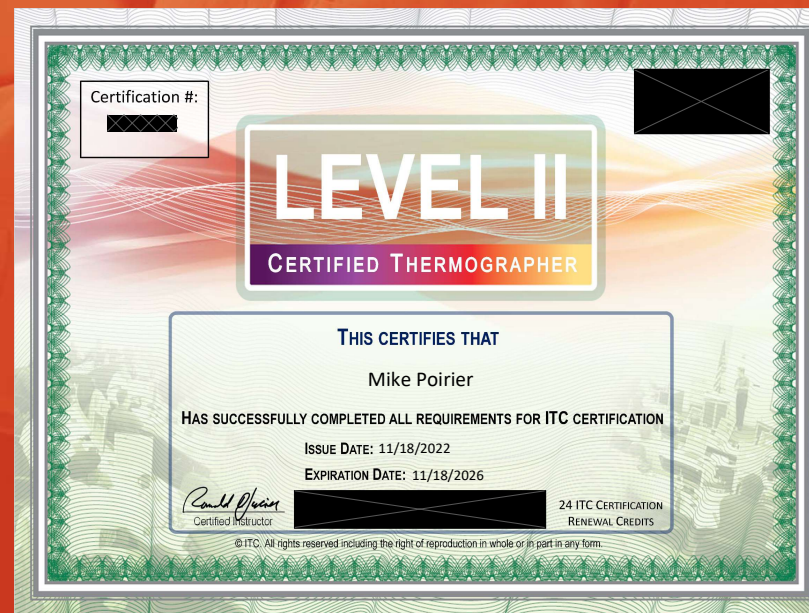 Certification #:
LEVEL II
CERTIFIED THERMOGRAPHER
THIS CERTIFIES THAT
Mike Poirier
HAS SUCCESSFULLY COMPLETED ALL REQUIREMENTS FOR ITC CERTIFICATION
ISSUE DATE: 11/18/2022
EXPIRATION DATE: 11/18/2026
Certified Instructor
24 ITC CERTIFICATION
RENEWAL CREDITS
© ITC. All rights reserved including the right of reproduction in whole or in part in any form.